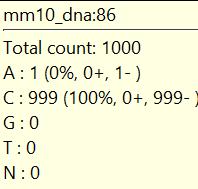 mm10_dna:86
Total count: 1000
A : 1 (0%, 0+, 1- )
C : 999 (100%, 0+, 999- )
G : 0
T : 0
N : 0